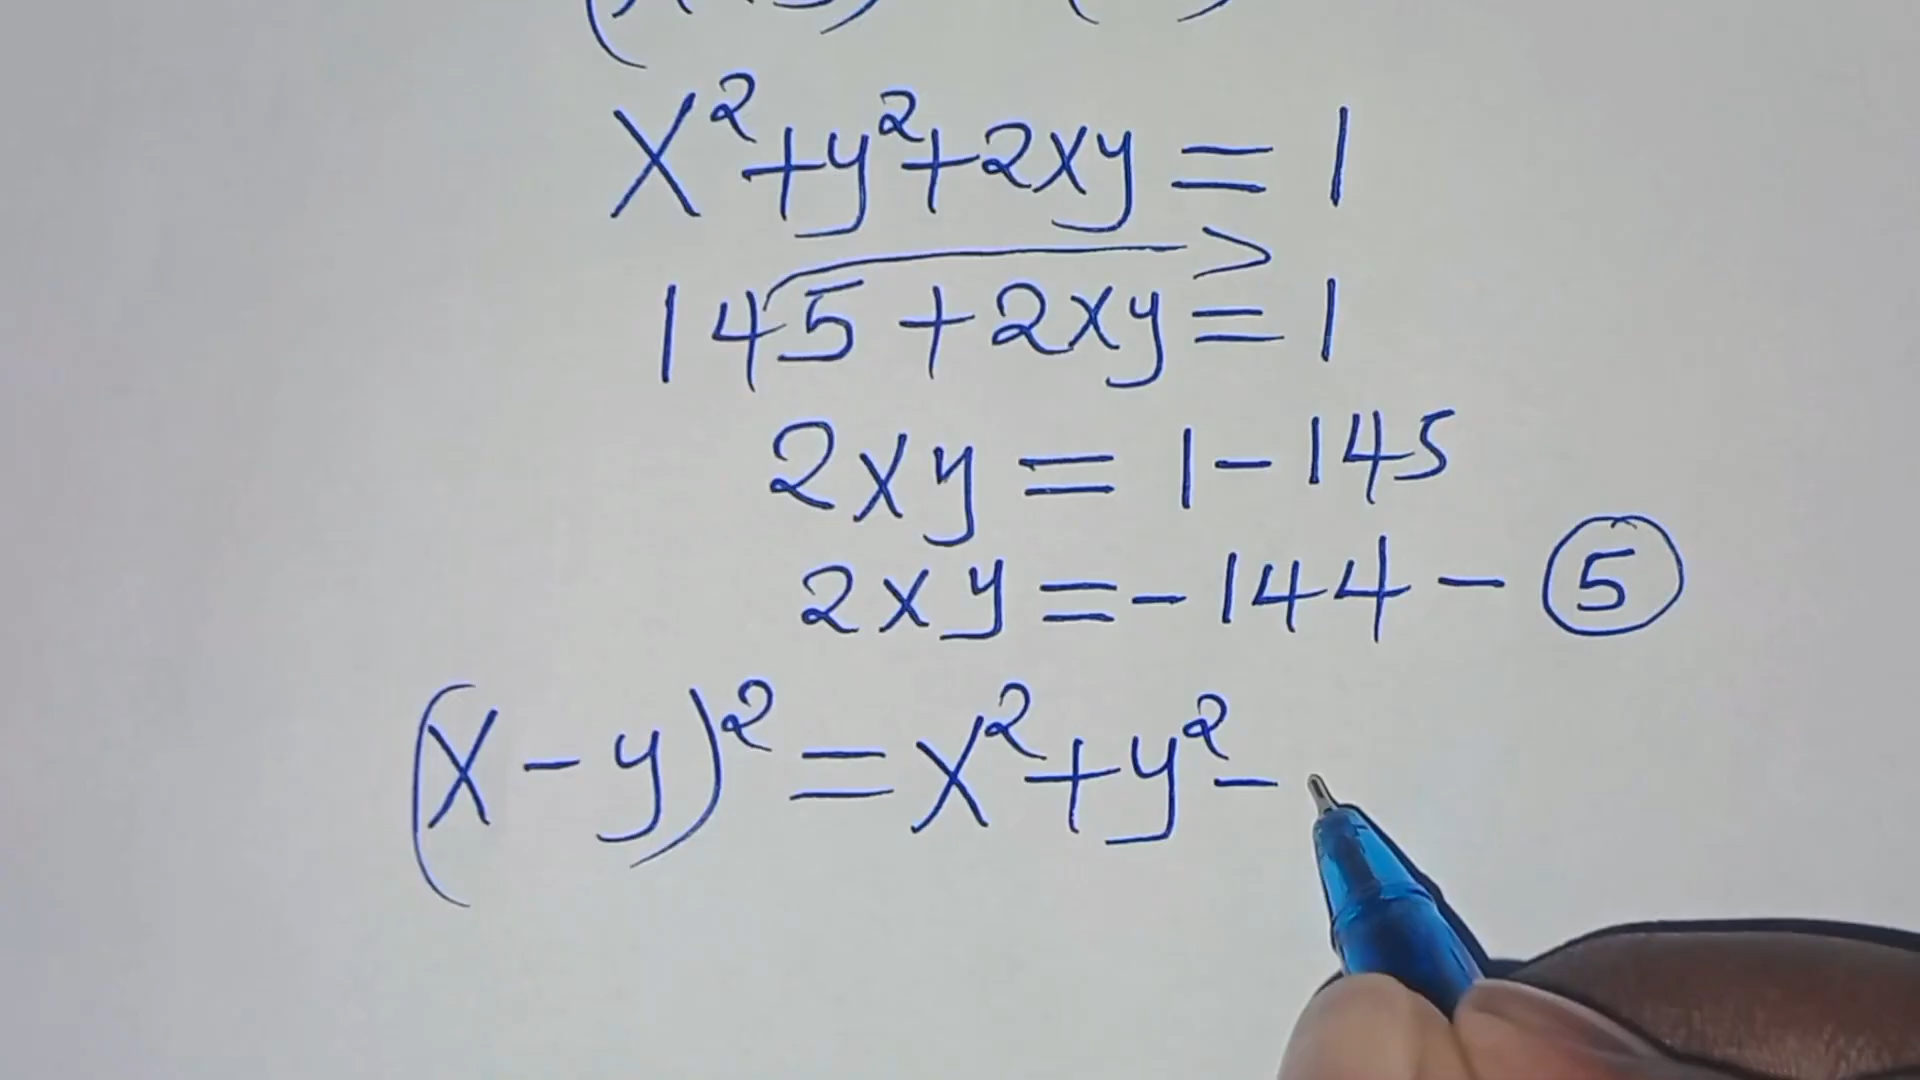 x²+y²+2xy = 1
145 + 2xy = 1
2xy = 1 - 145
2xy = -144 - ⑤
(x - y)² = x²+y² -